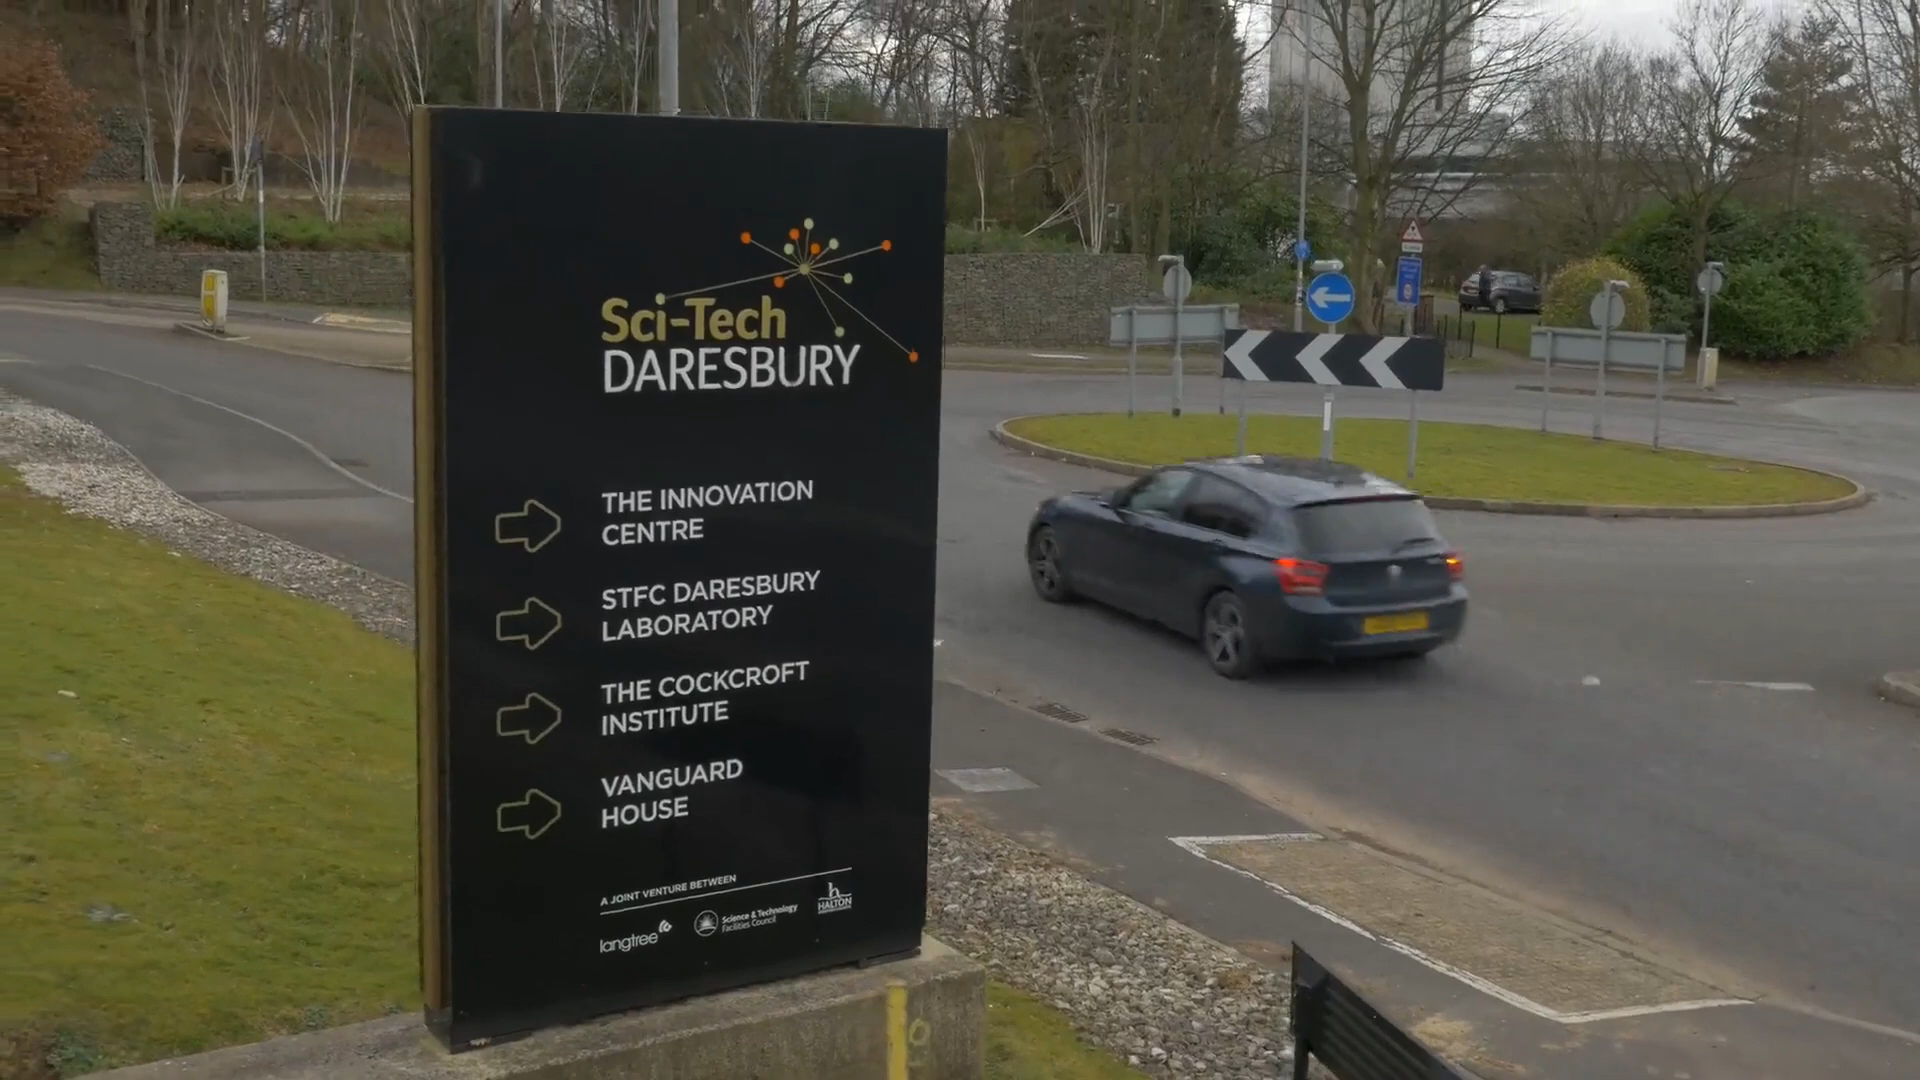 Sci-Tech
DARESBURY
THE INNOVATION
CENTRE
STFC DARESBURY
LABORATORY
THE COCKCROFT
INSTITUTE
VANGUARD
HOUSE
A JOINT VENTURE BETWEEN
langtree
Science & Technology
Facilities Council
HALTON